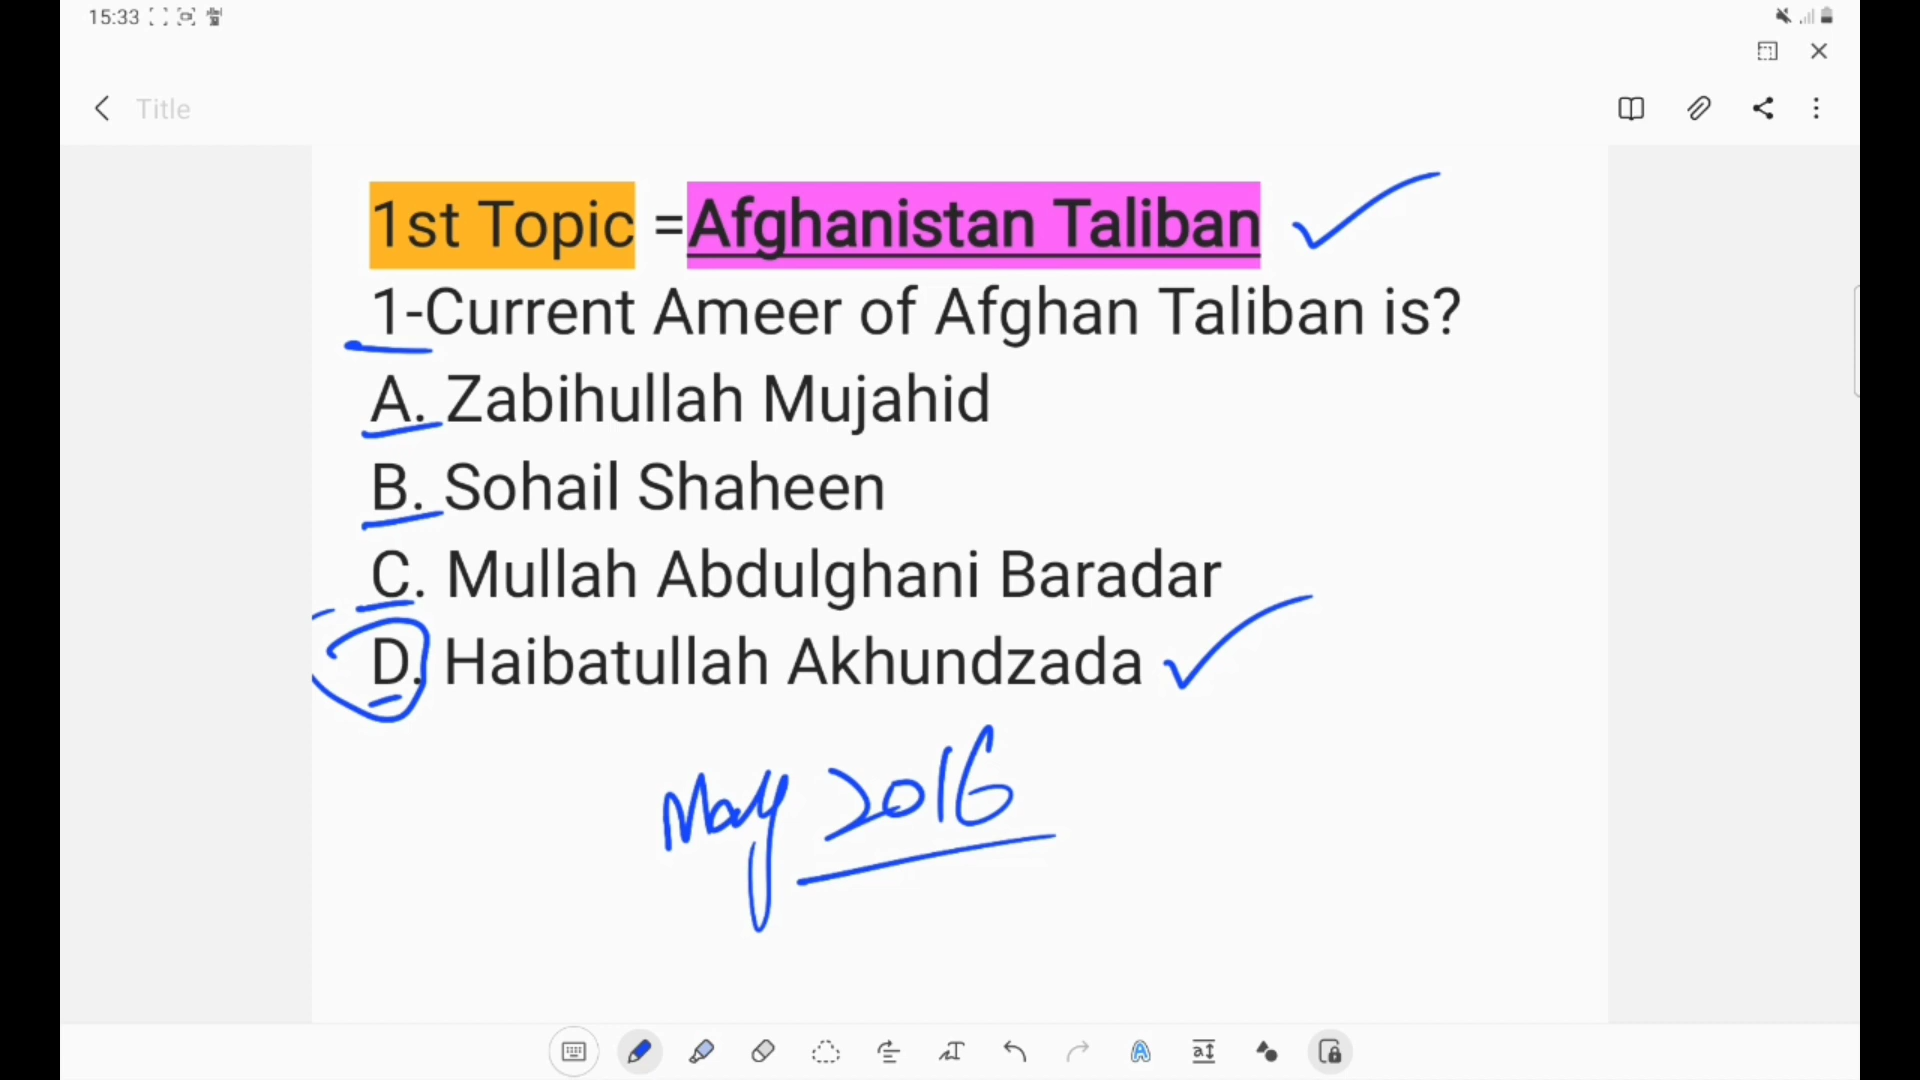 15:33
Title
1st Topic =Afghanistan Taliban
1-Current Ameer of Afghan Taliban is?
A. Zabihullah Mujahid
B. Sohail Shaheen
C. Mullah Abdulghani Baradar
D. Haibatullah Akhundzada
May 2016